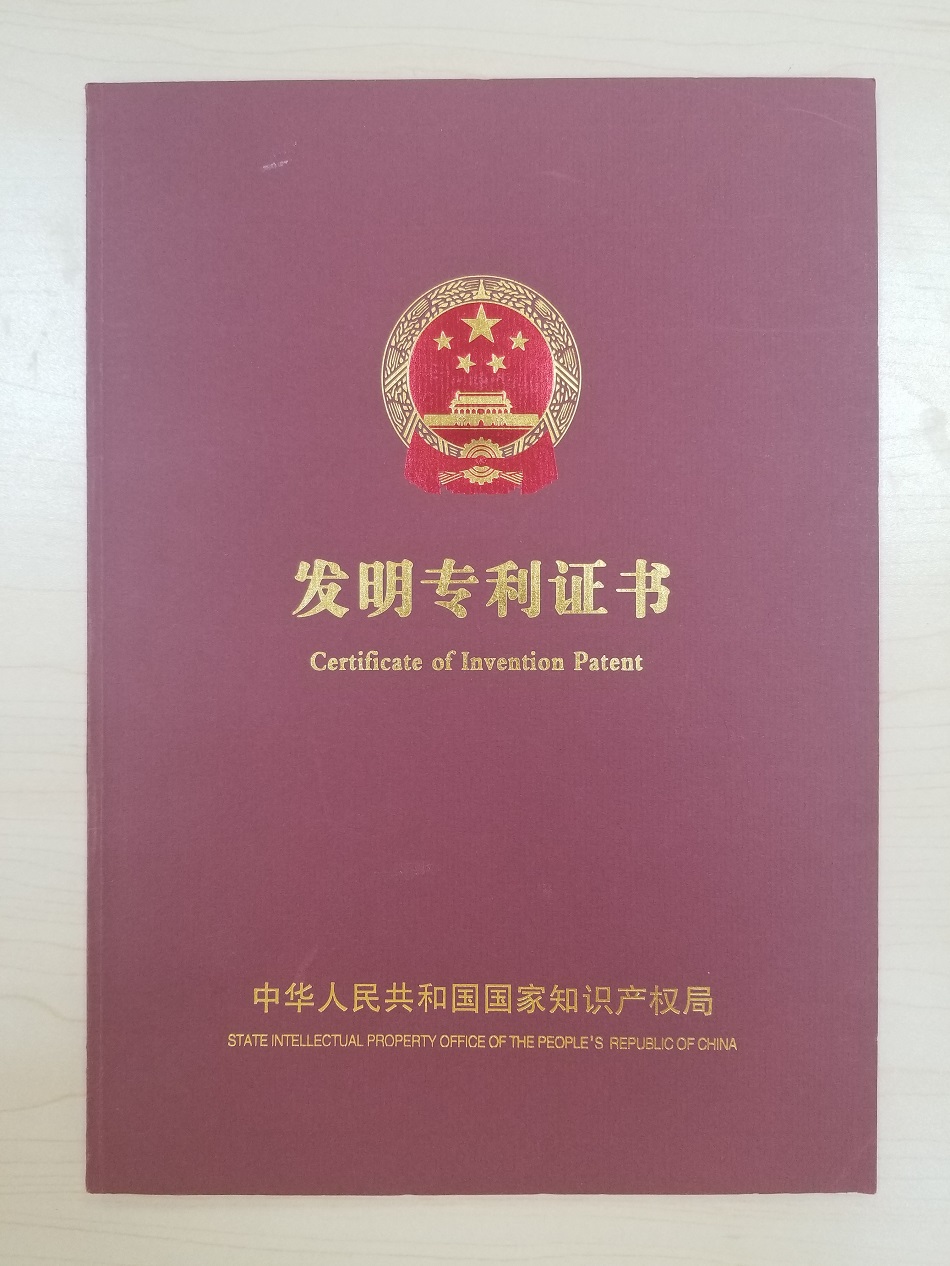 发明专利证书
Certificate of Invention Patent
中华人民共和国国家知识产权局
STATE INTELLECTUAL PROPERTY OFFICE OF THE PEOPLE'S REPUBLIC OF CHINA